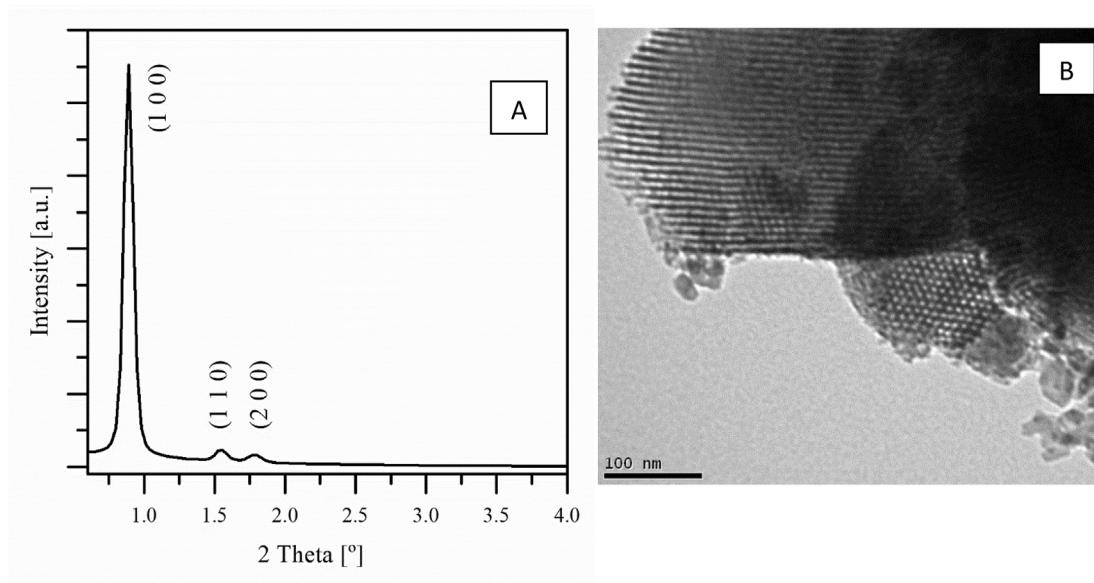 A
(1 0 0)
(1 1 0)
(2 0 0)
Intensity [a.u.]
1.0 1.5 2.0 2.5 3.0 3.5 4.0
2 Theta [º]
B
100 nm